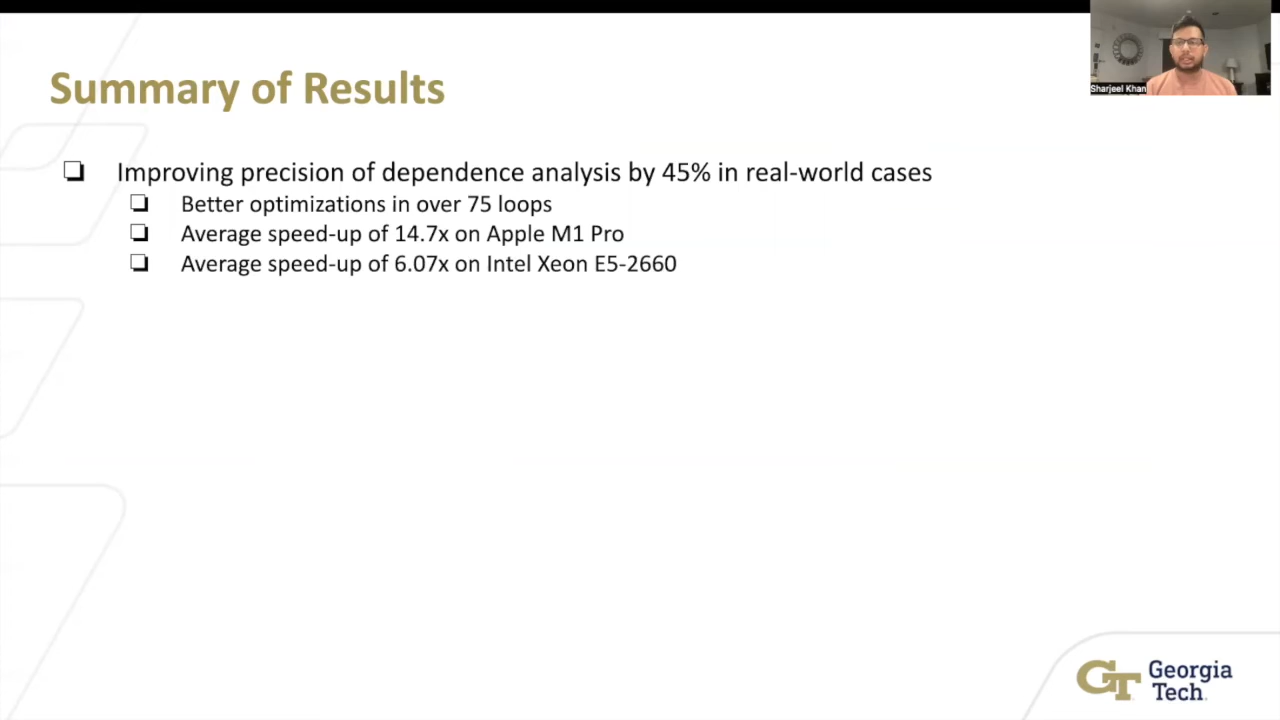 Sharjeel Khan
Summary of Results
Improving precision of dependence analysis by 45% in real-world cases
Better optimizations in over 75 loops
Average speed-up of 14.7x on Apple M1 Pro
Average speed-up of 6.07x on Intel Xeon E5-2660
GT
Georgia
Tech